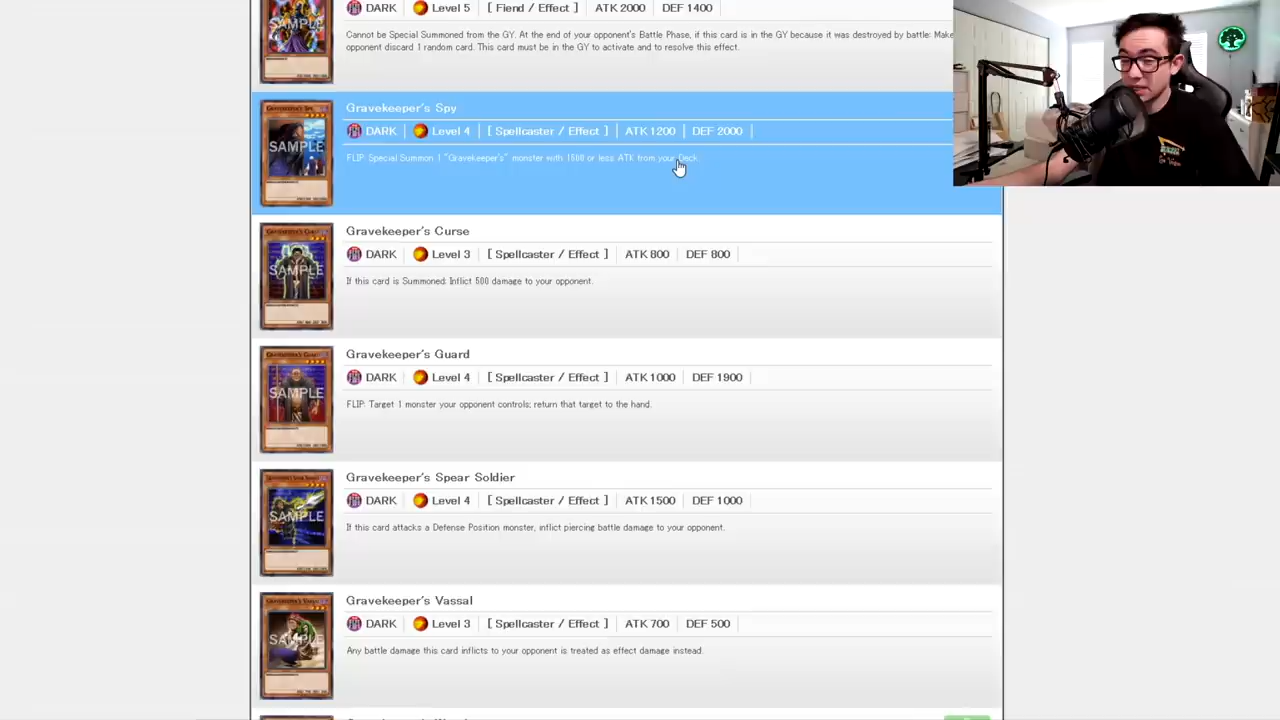 DARK Level 5 [ Fiend / Effect ] ATK 2000 DEF 1400
Cannot be Special Summoned from the GY. At the end of your opponent's Battle Phase, if this card is in the GY because it was destroyed by battle: Make
opponent discard 1 random card. This card must be in the GY to activate and to resolve this effect.
SAMPLE
Gravekeeper's Spy
DARK Level 4 [ Spellcaster / Effect ] ATK 1200 DEF 2000
FLIP: Special Summon 1 "Gravekeeper's" monster with 1500 or less ATK from your Deck.
SAMPLE
Gravekeeper's Curse
DARK Level 3 [ Spellcaster / Effect ] ATK 800 DEF 800
If this card is Summoned: Inflict 500 damage to your opponent.
SAMPLE
Gravekeeper's Guard
DARK Level 4 [ Spellcaster / Effect ] ATK 1000 DEF 1900
FLIP: Target 1 monster your opponent controls; return that target to the hand.
SAMPLE
Gravekeeper's Spear Soldier
DARK Level 4 [ Spellcaster / Effect ] ATK 1500 DEF 1000
If this card attacks a Defense Position monster, inflict piercing battle damage to your opponent.
SAMPLE
Gravekeeper's Vassal
DARK Level 3 [ Spellcaster / Effect ] ATK 700 DEF 500
Any battle damage this card inflicts to your opponent is treated as effect damage instead.
SAMPLE